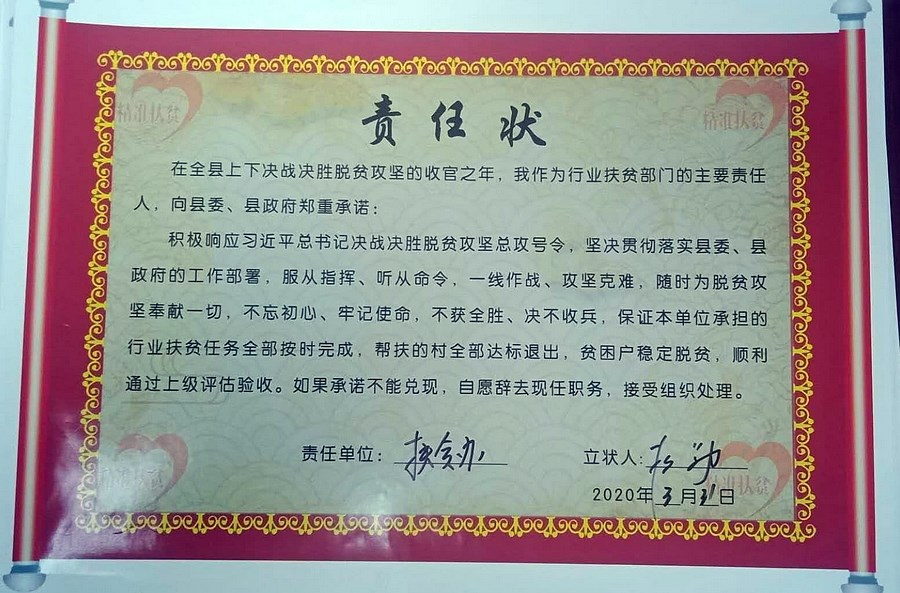 精准扶贫
精准扶贫
责任状
在全县上下决战决胜脱贫攻坚的收官之年，我作为行业扶贫部门的主要责任
人，向县委、县政府郑重承诺：
积极响应习近平总书记决战决胜脱贫攻坚总攻号令，坚决贯彻落实县委、县
政府的工作部署，服从指挥、听从命令，一线作战、攻坚克难，随时为脱贫攻
坚奉献一切，不忘初心、牢记使命，不获全胜、决不收兵，保证本单位承担的
行业扶贫任务全部按时完成，帮扶的村全部达标退出，贫困户稳定脱贫，顺利
通过上级评估验收。如果承诺不能兑现，自愿辞去现任职务，接受组织处理。
责任单位：扶贫办 立状人：
2020年3月31日
精准扶贫
精准扶贫